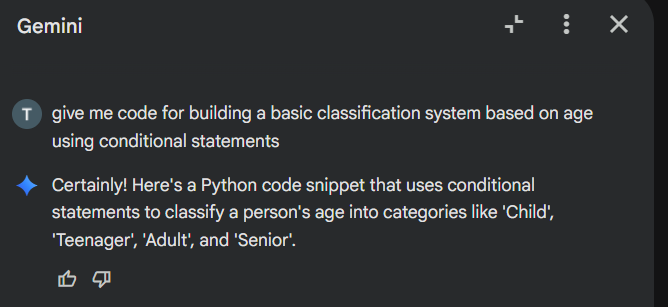 Gemini
T
give me code for building a basic classification system based on age
using conditional statements
Certainly! Here's a Python code snippet that uses conditional
statements to classify a person's age into categories like 'Child',
'Teenager', 'Adult', and 'Senior'.